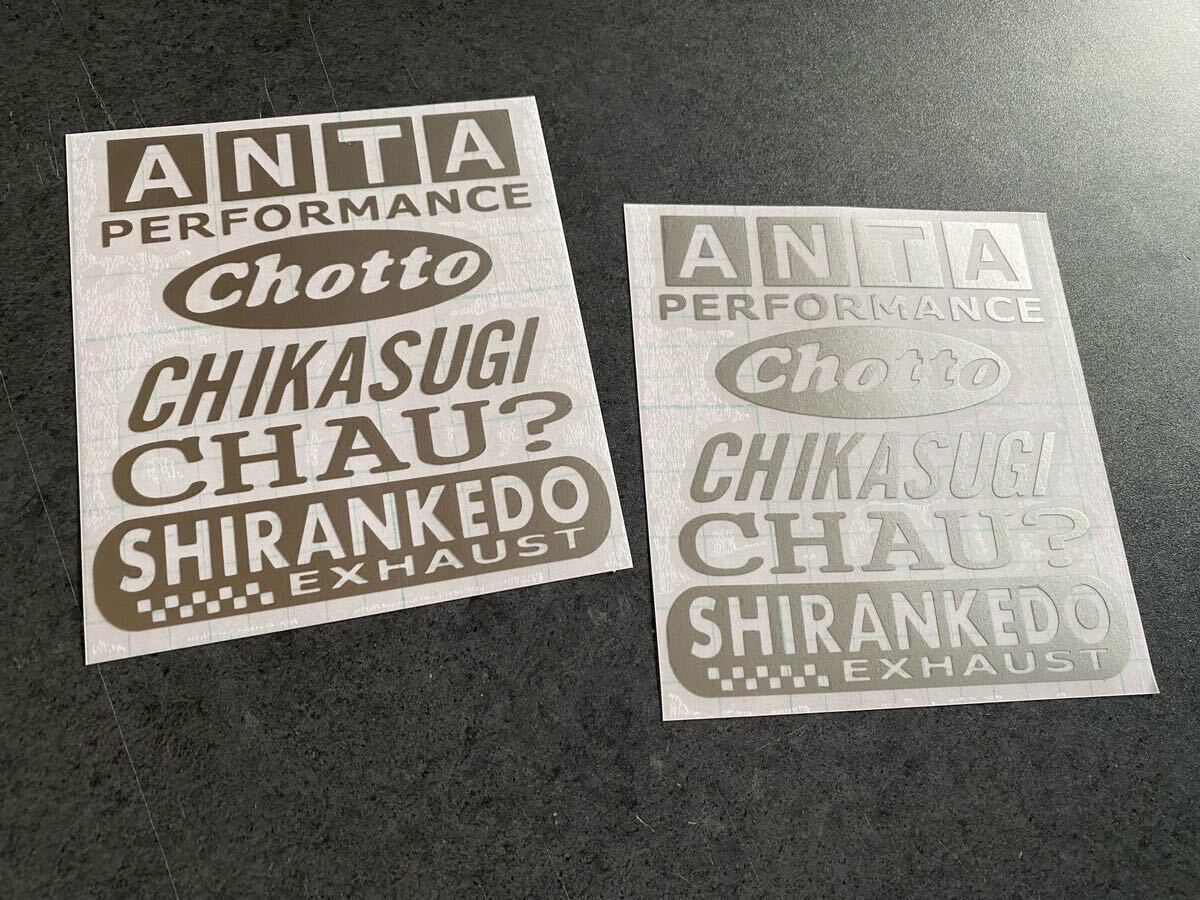 ANTA
PERFORMANCE
Chotto
CHIKASUGI
CHAU?
SHIRANKEDO
EXHAUST
ANTA
PERFORMANCE
Chotto
CHIKASUGI
CHAU?
SHIRANKEDO
EXHAUST